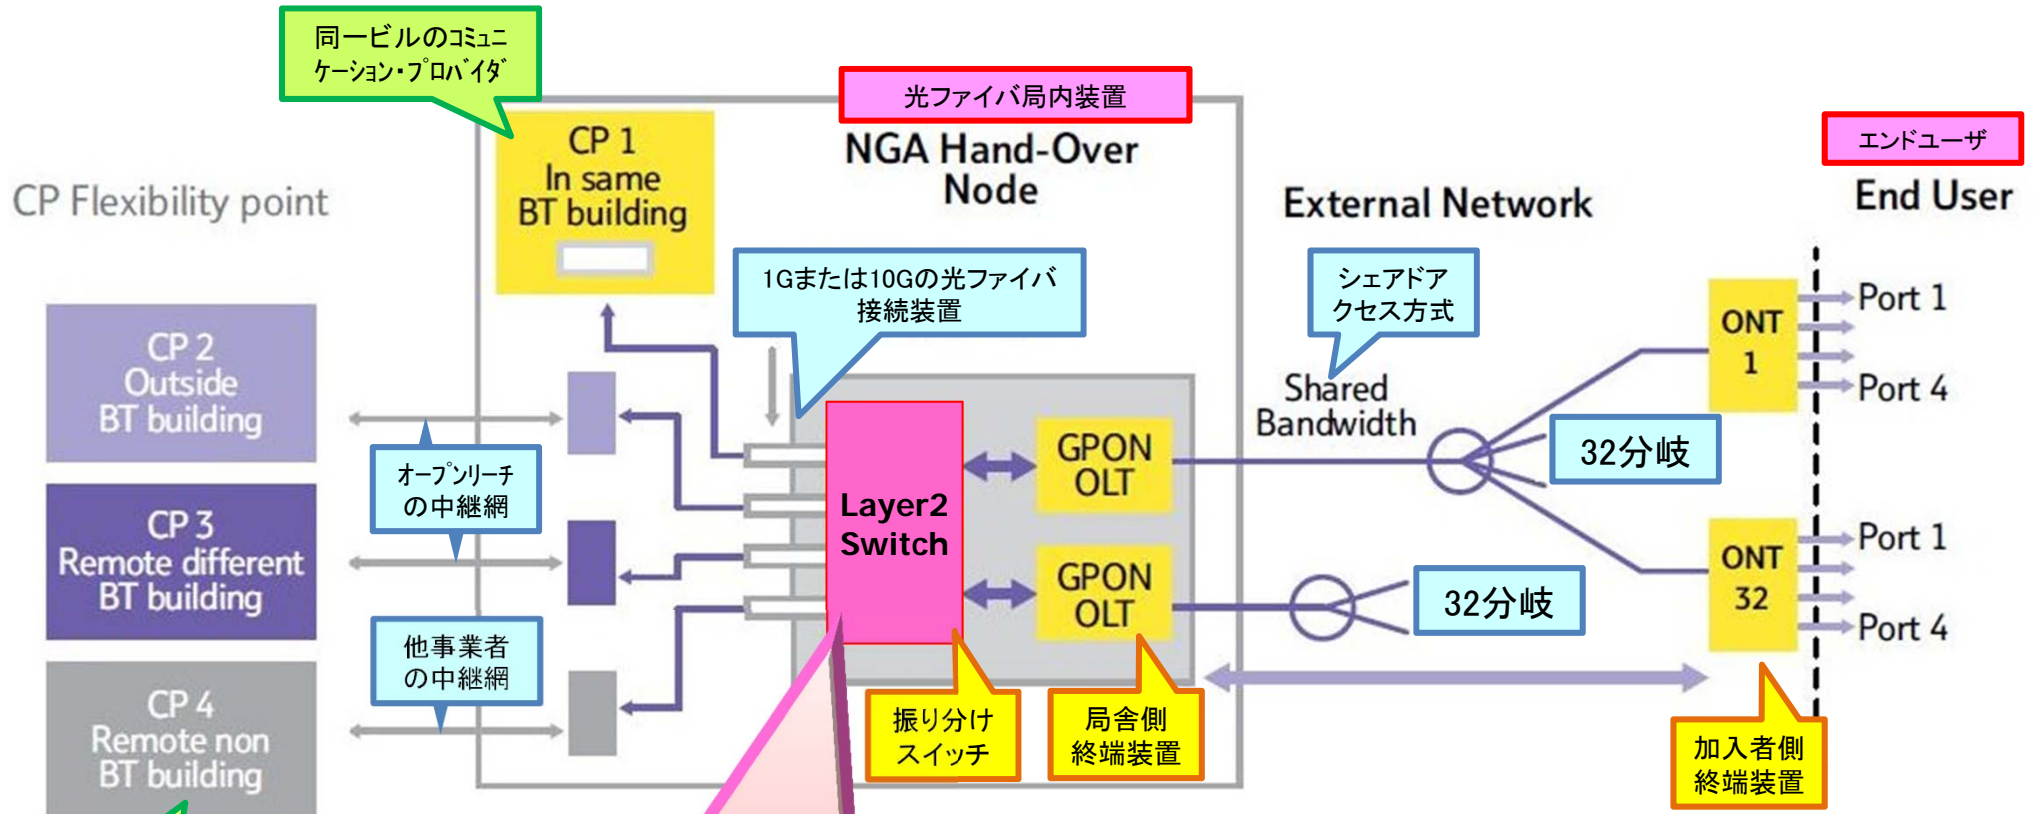 同一ビルのコミュニ
ケーション・プロバイダ
光ファイバ局内装置
エンドユーザ
CP Flexibility point
CP 1
In same
BT building
NGA Hand-Over
Node
External Network
End User
1Gまたは10Gの光ファイバ
接続装置
シェアドア
クセス方式
CP 2
Outside
BT building
オープンリーチ
の中継網
CP 3
Remote different
BT building
他事業者
の中継網
CP 4
Remote non
BT building
Layer2
Switch
GPON
OLT
GPON
OLT
振り分け
スイッチ
局舎側
終端装置
Shared
Bandwidth
32分岐
32分岐
ONT
1
Port 1
Port 4
ONT
32
Port 1
Port 4
加入者側
終端装置